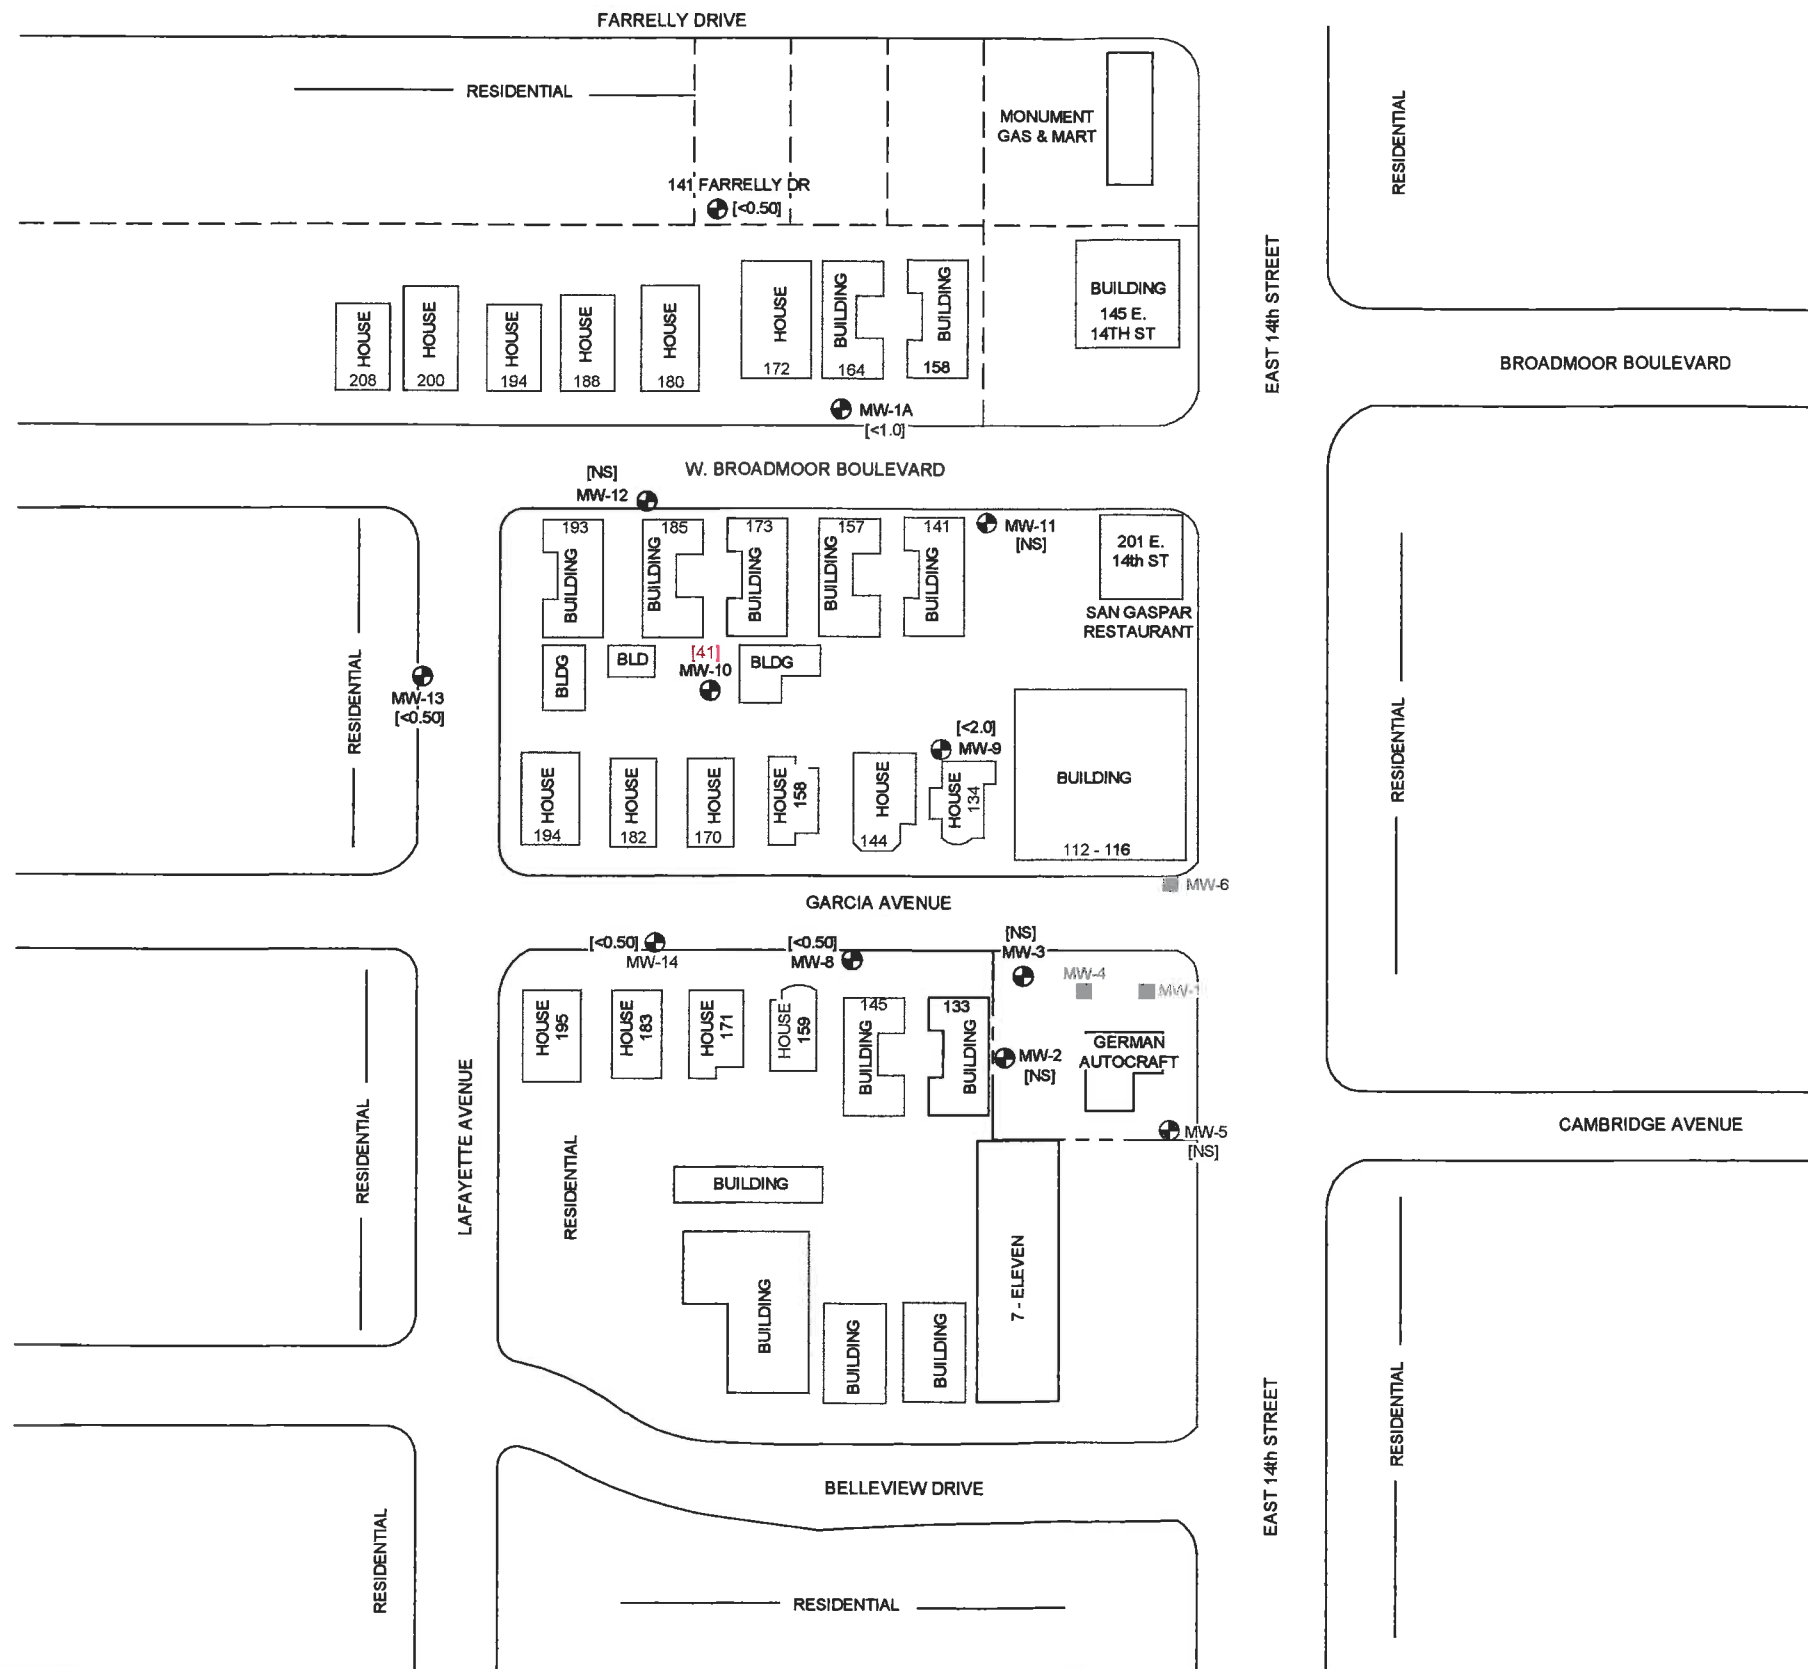 FARRELLY DRIVE
RESIDENTIAL
MONUMENT
GAS & MART
RESIDENTIAL
141 FARRELLY DR
[<0.50]
HOUSE
208
HOUSE
200
HOUSE
194
HOUSE
188
HOUSE
180
HOUSE
172
BUILDING
164
BUILDING
158
BUILDING
145 E.
14TH ST
EAST 14th STREET
BROADMOOR BOULEVARD
MW-1A
[<1.0]
W. BROADMOOR BOULEVARD
[NS]
MW-12
193
BUILDING
185
BUILDING
173
BUILDING
157
BUILDING
141
BUILDING
MW-11
[NS]
201 E.
14th ST
SAN GASPAR
RESTAURANT
BLDG
BLD
[41]
MW-10
BLDG
RESIDENTIAL
MW-13
[<0.50]
RESIDENTIAL
[<2.0]
MW-9
HOUSE
194
HOUSE
182
HOUSE
170
HOUSE
158
HOUSE
144
HOUSE
134
BUILDING
112 - 116
MW-6
GARCIA AVENUE
[<0.50]
MW-14
[<0.50]
MW-8
[NS]
MW-3
MW-4
MW-1
HOUSE
195
HOUSE
183
HOUSE
171
HOUSE
159
145
BUILDING
133
BUILDING
MW-2
[NS]
GERMAN
AUTOCRAFT
MW-5
[NS]
CAMBRIDGE AVENUE
RESIDENTIAL
LAFAYETTE AVENUE
RESIDENTIAL
BUILDING
BUILDING
BUILDING
BUILDING
7 - ELEVEN
EAST 14th STREET
RESIDENTIAL
BELLEVIEW DRIVE
RESIDENTIAL
RESIDENTIAL